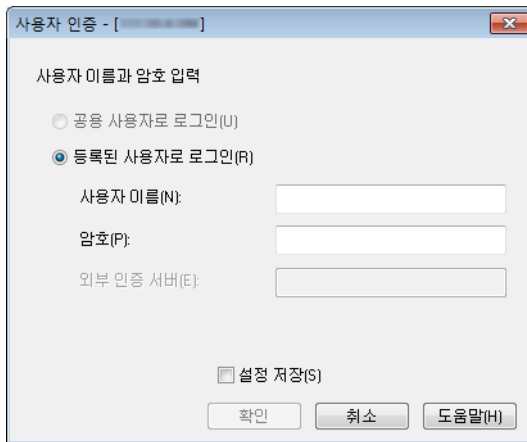 사용자 인증 - [ ]
사용자 이름과 암호 입력
공용 사용자로 로그인(U)
등록된 사용자로 로그인(R)
사용자 이름(N):
암호(P):
외부 인증 서버(E):
설정 저장(S)
확인 취소 도움말(H)